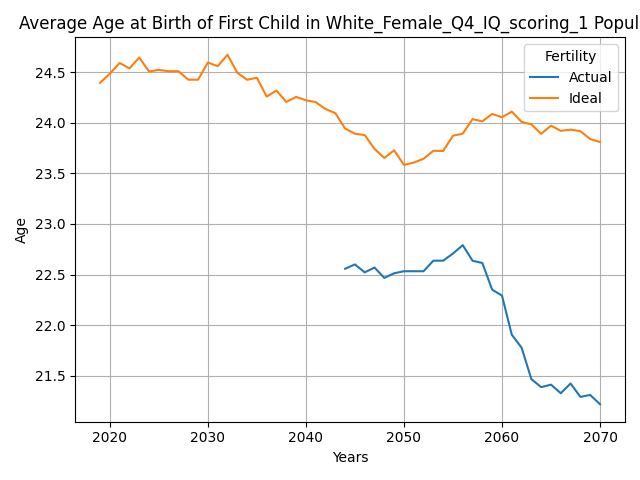 Average Age at Birth of First Child in White_Female_Q4_IQ_scoring_1 Popul
Fertility
Actual
Ideal
24.5
24.0
23.5
23.0
22.5
22.0
21.5
Age
2020 2030 2040 2050 2060 2070
Years